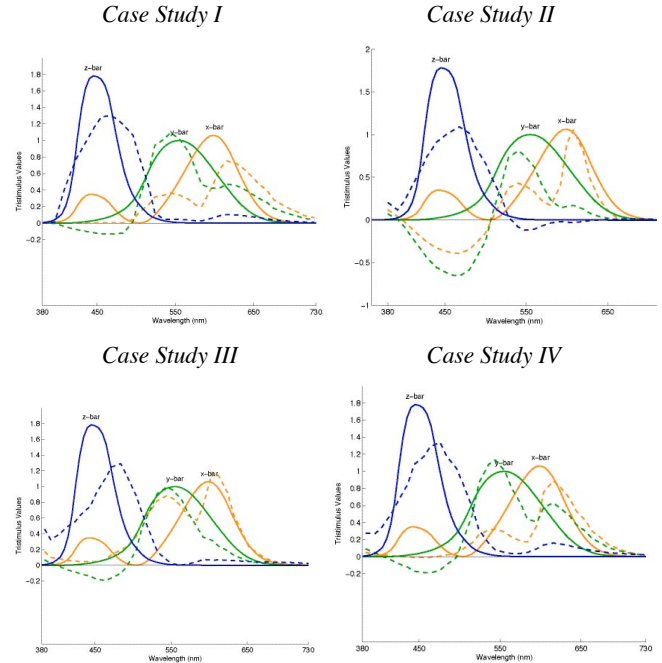 Case Study I
z-bar
y-bar
x-bar
1.8
1.6
1.4
1.2
1
0.8
0.6
0.4
0.2
0
-0.2
Tristimulus Values
380
450
550
650
730
Wavelength (nm)
Case Study II
z-bar
x-bar
y-bar
2
1.5
1
0.5
0
-0.5
-1
Tristimulus Values
380
450
550
650
Wavelength (nm)
Case Study III
z-bar
y-bar
x-bar
1.8
1.6
1.4
1.2
1
0.8
0.6
0.4
0.2
0
-0.2
Tristimulus Values
380
450
550
650
730
Wavelength (nm)
Case Study IV
z-bar
y-bar
x-bar
1.8
1.6
1.4
1.2
1
0.8
0.6
0.4
0.2
0
-0.2
Tristimulus Values
380
450
550
650
730
Wavelength (nm)